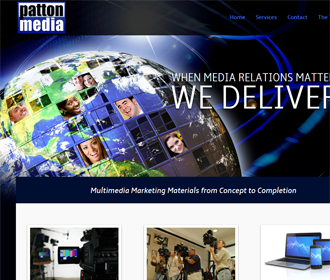 patton
media
Home Services Contact The
WHEN MEDIA RELATIONS MATTE
WE DELIVER
Multimedia Marketing Materials from Concept to Completion